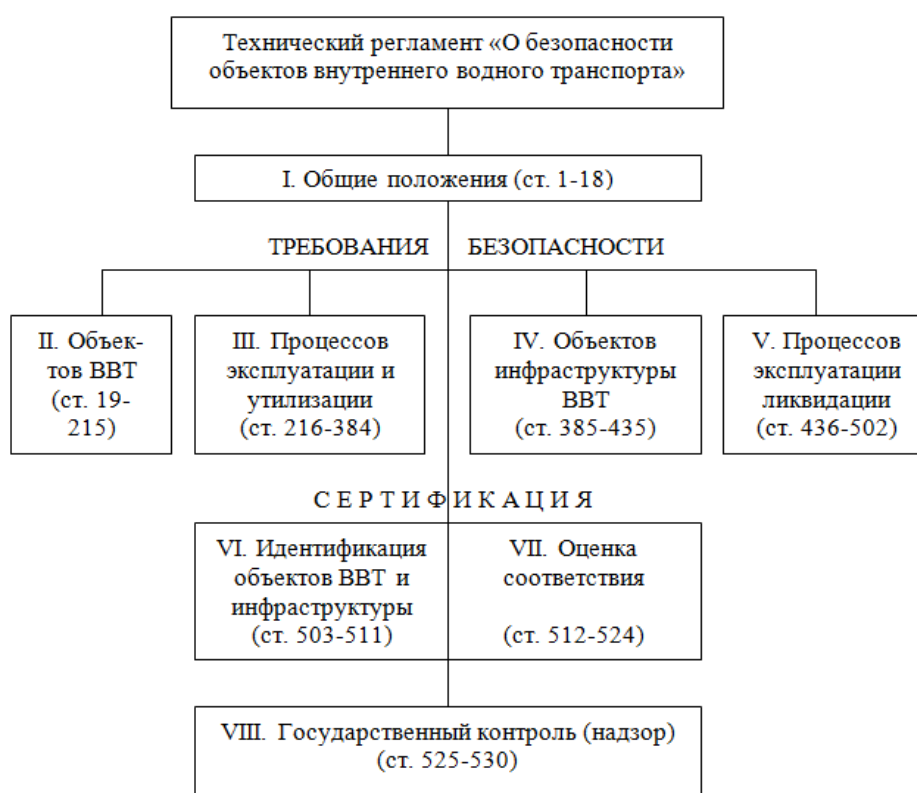 Технический регламент «О безопасности
объектов внутреннего водного транспорта»
I. Общие положения (ст. 1-18)
ТРЕБОВАНИЯ БЕЗОПАСНОСТИ
II. Объек-
тов ВВТ
(ст. 19-
215)
III. Процессов
эксплуатации и
утилизации
(ст. 216-384)
IV. Объектов
инфраструктуры
ВВТ
(ст. 385-435)
V. Процессов
эксплуатации
ликвидации
(ст. 436-502)
С Е Р Т И Ф И К А Ц И Я
VI. Идентификация
объектов ВВТ и
инфраструктуры
(ст. 503-511)
VII. Оценка
соответствия
(ст. 512-524)
VIII. Государственный контроль (надзор)
(ст. 525-530)